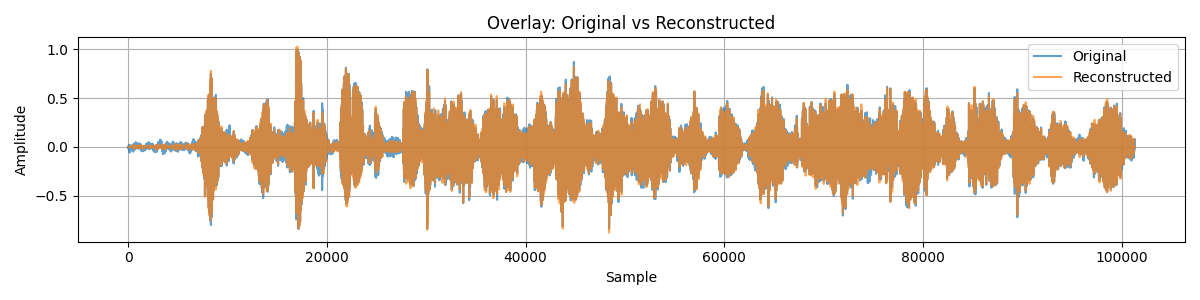 Overlay: Original vs Reconstructed
1.0
0.5
0.0
−0.5
Amplitude
Original
Reconstructed
0
20000
40000
60000
80000
100000
Sample